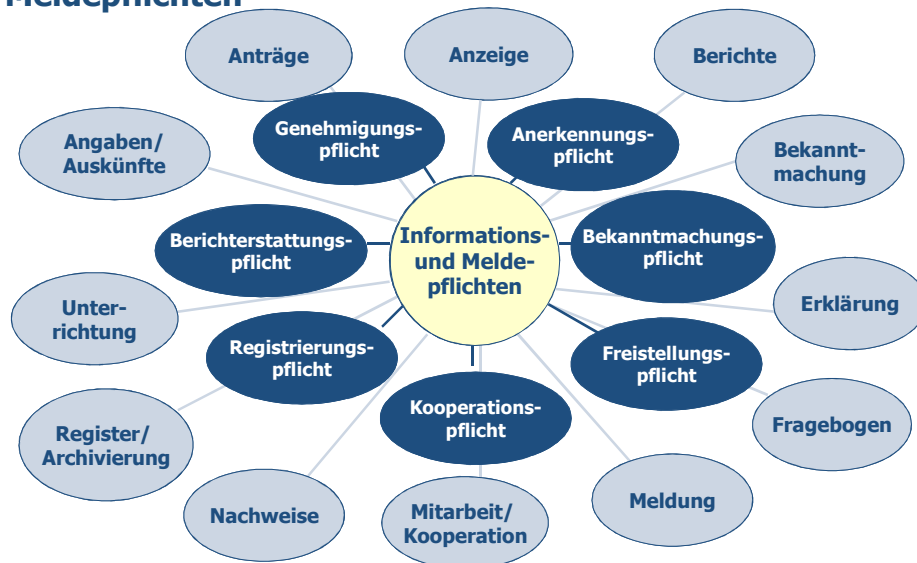 Meldepflichten
Anträge
Anzeige
Berichte
Genehmigungs-
pflicht
Anerkennungs-
pflicht
Angaben/
Auskünfte
Bekannt-
machung
Berichterstattungs-
pflicht
Informations-
und Melde-
pflichten
Bekanntmachungs-
pflicht
Unter-
richtung
Erklärung
Registrierungs-
pflicht
Freistellungs-
pflicht
Kooperations-
pflicht
Register/
Archivierung
Fragebogen
Nachweise
Mitarbeit/
Kooperation
Meldung